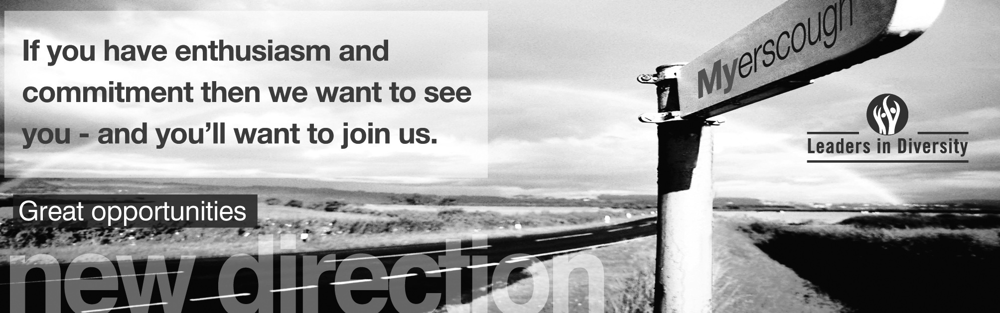 If you have enthusiasm and
commitment then we want to see
you - and you’ll want to join us.
Myerscough
Leaders in Diversity
Great opportunities
new direction